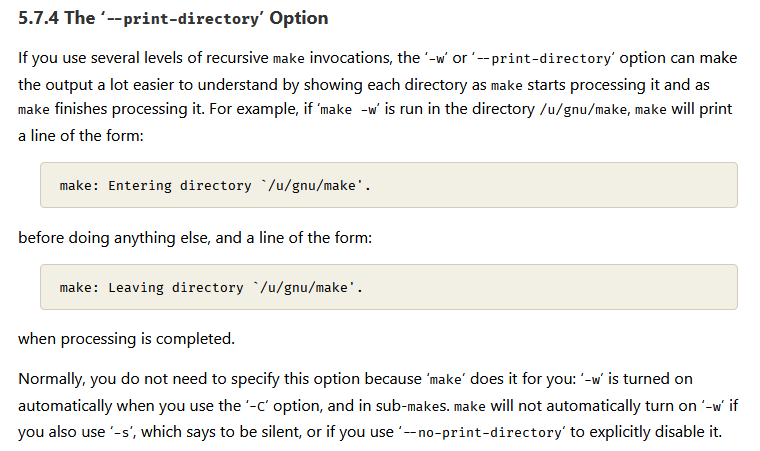 5.7.4 The ‘--print-directory’ Option
If you use several levels of recursive make invocations, the ‘-w’ or ‘--print-directory’ option can make
the output a lot easier to understand by showing each directory as make starts processing it and as
make finishes processing it. For example, if ‘make -w’ is run in the directory /u/gnu/make, make will print
a line of the form:
make: Entering directory `/u/gnu/make'.
before doing anything else, and a line of the form:
make: Leaving directory `/u/gnu/make'.
when processing is completed.
Normally, you do not need to specify this option because ‘make’ does it for you: ‘-w’ is turned on
automatically when you use the ‘-C’ option, and in sub-makes. make will not automatically turn on ‘-w’ if
you also use ‘-s’, which says to be silent, or if you use ‘--no-print-directory’ to explicitly disable it.